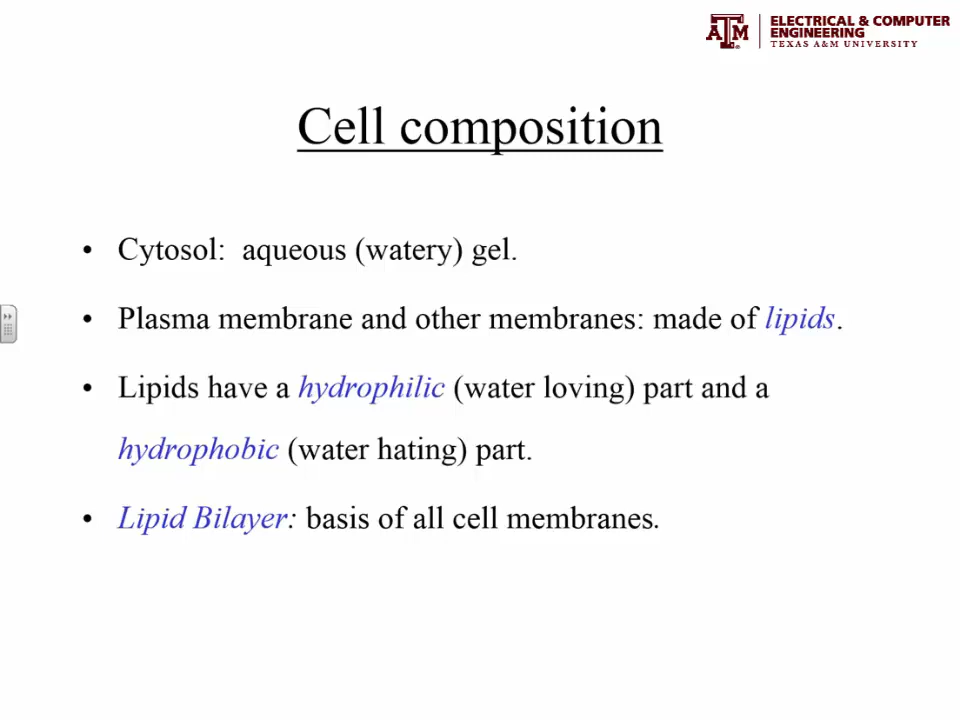 ELECTRICAL & COMPUTER
ENGINEERING
TEXAS A&M UNIVERSITY
Cell composition
• Cytosol:  aqueous (watery) gel.
• Plasma membrane and other membranes: made of lipids.
• Lipids have a hydrophilic (water loving) part and a
hydrophobic (water hating) part.
• Lipid Bilayer: basis of all cell membranes.